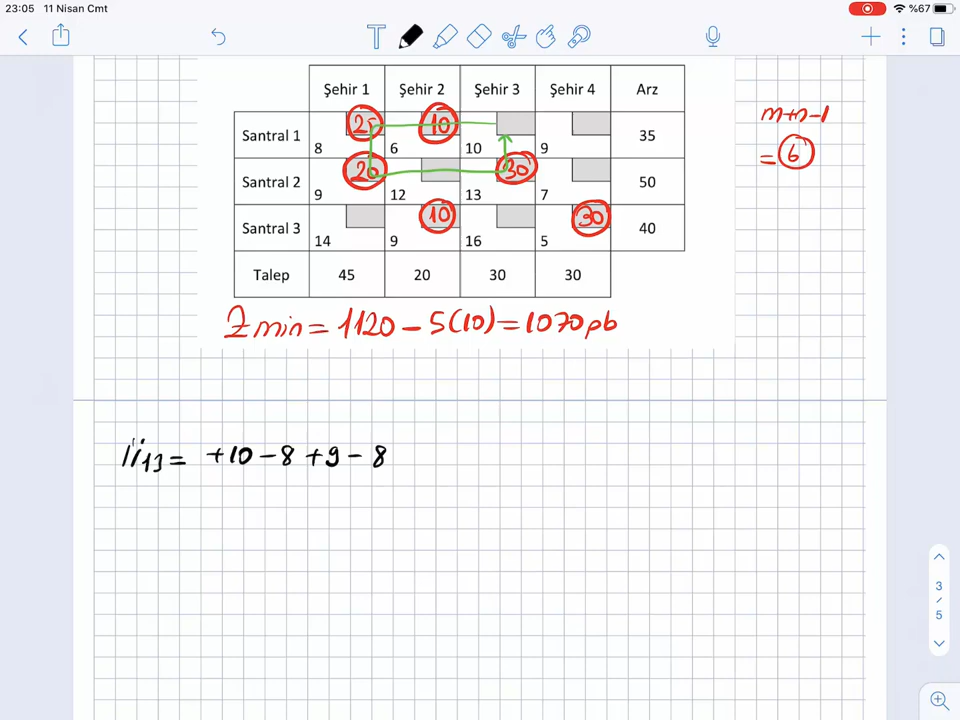 23:05 11 Nisan Cmt %67
Şehir 1 Şehir 2 Şehir 3 Şehir 4 Arz
Santral 1 25 8 10 6 10 9 35
Santral 2 20 9 12 30 13 7 50
Santral 3 14 10 9 16 30 5 40
Talep 45 20 30 30
m+n-1
= 6
Zmin = 1120 - 5(10) = 1070 pb
13 = +10 - 8 + 9 - 8
3
/
5